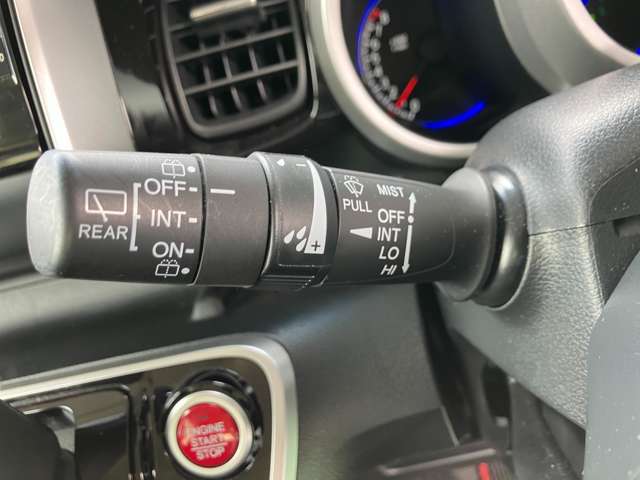 OFF
INT
ON
REAR
-
+
PULL
MIST
OFF
INT
LO
HI
ENGINE
START
STOP